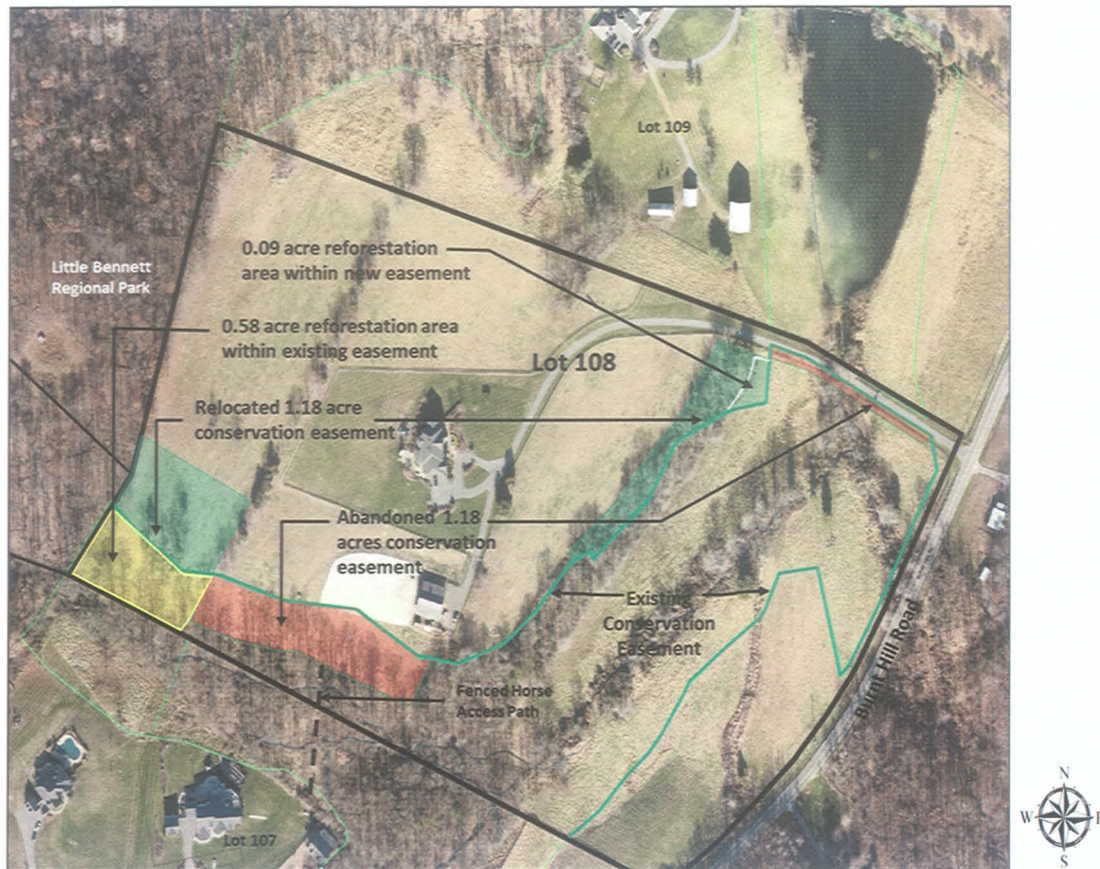 Lot 109
0.09 acre reforestation
area within new easement
Little Bennett
Regional Park
0.58 acre reforestation area
within existing easement
Lot 108
Relocated 1.18 acre
conservation easement
Abandoned 1.18
acres conservation
easement
Existing
Conservation
Easement
Burnt Hill Road
Fenced Horse
Access Path
Lot 107
N
W
E
S